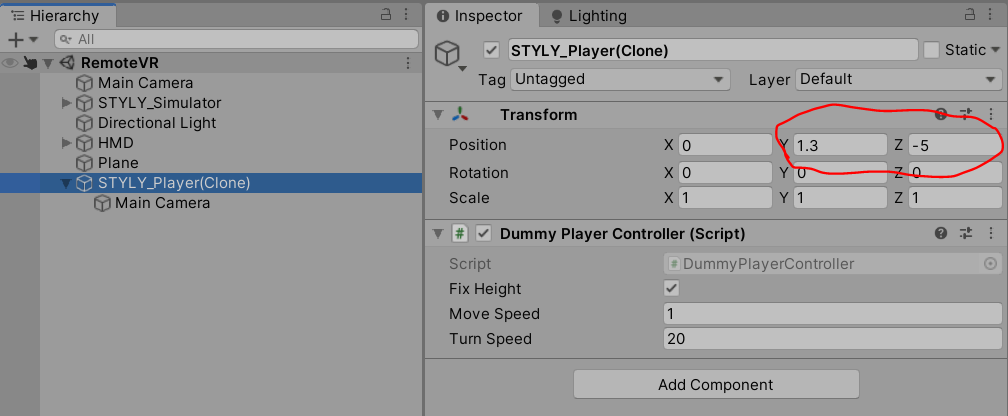 Hierarchy
All
RemoteVR
Main Camera
STYLY_Simulator
Directional Light
HMD
Plane
STYLY_Player(Clone)
Main Camera
Inspector
Lighting
STYLY_Player(Clone)
Static
Tag Untagged
Layer Default
Transform
Position X 0 Y 1.3 Z -5
Rotation X 0 Y 0 Z 0
Scale X 1 Y 1 Z 1
# Dummy Player Controller (Script)
Script # DummyPlayerController
Fix Height
Move Speed 1
Turn Speed 20
Add Component